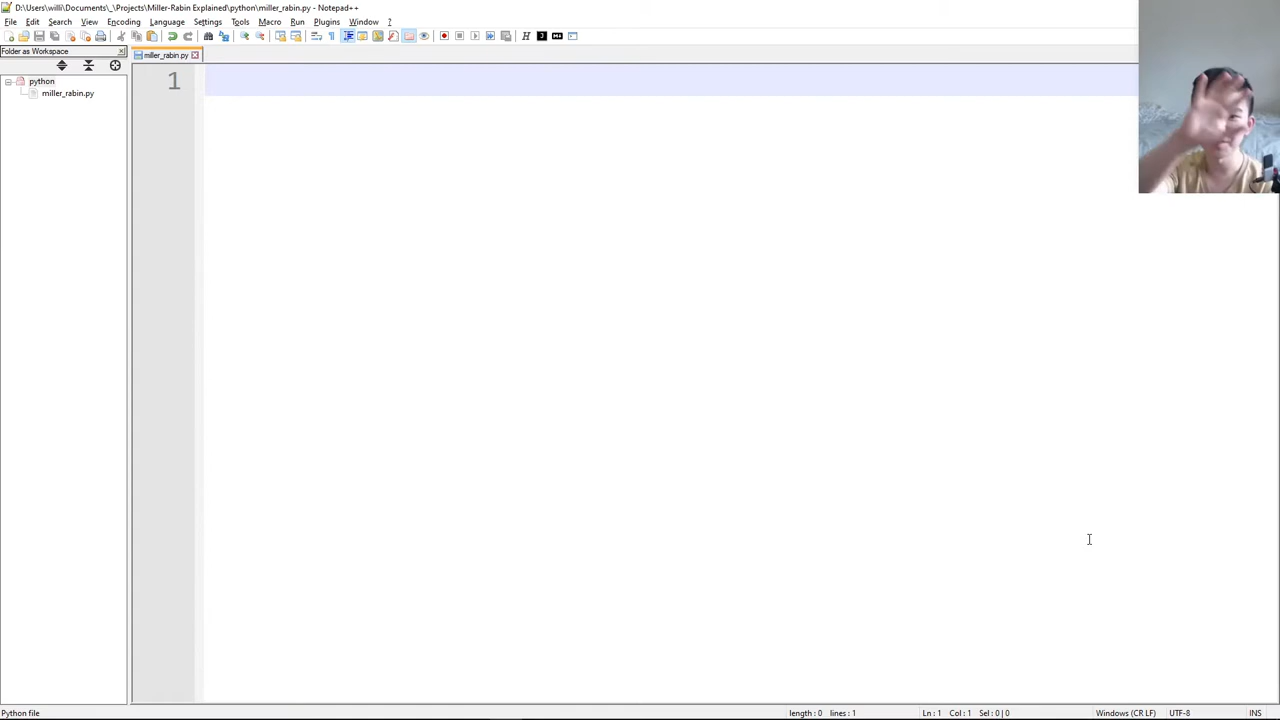 D:\Users\willi\Documents\_\Projects\Miller-Rabin Explained\python\miller_rabin.py - Notepad++
File Edit Search View Encoding Language Settings Tools Macro Run Plugins Window ?
Folder as Workspace
miller_rabin.py
python
miller_rabin.py
1
Python file
length : 0 lines : 1
Ln : 1 Col : 1 Sel : 0 | 0
Windows (CR LF)
UTF-8
INS